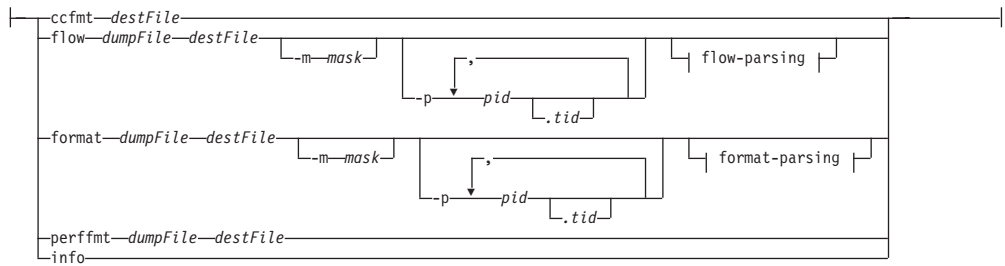 ccfmt destFile
flow dumpFile destFile
-m mask , flow-parsing
-p pid
.tid
format dumpFile destFile
-m mask , format-parsing
-p pid
.tid
perffmt dumpFile destFile
info